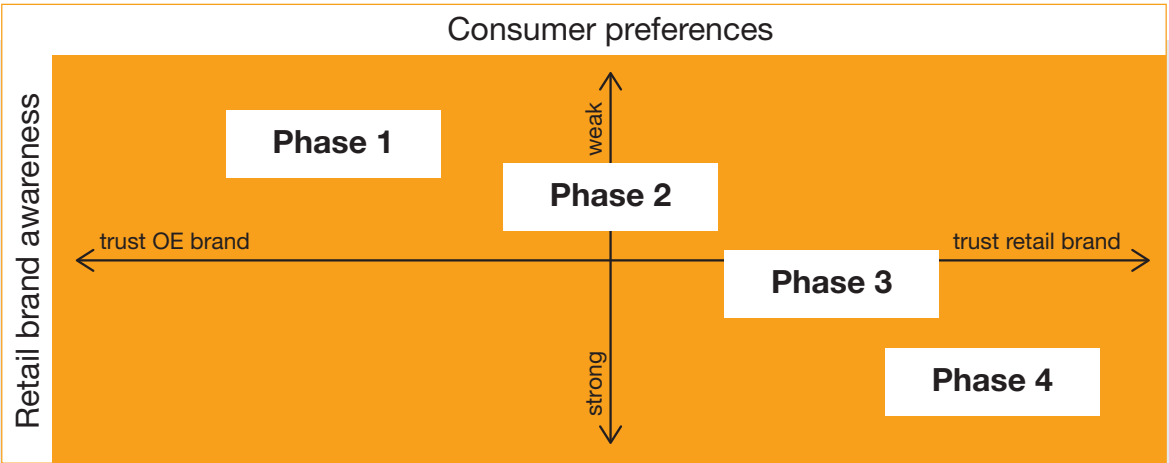 Consumer preferences
Retail brand awareness
weak
Phase 1
Phase 2
trust OE brand
trust retail brand
Phase 3
strong
Phase 4